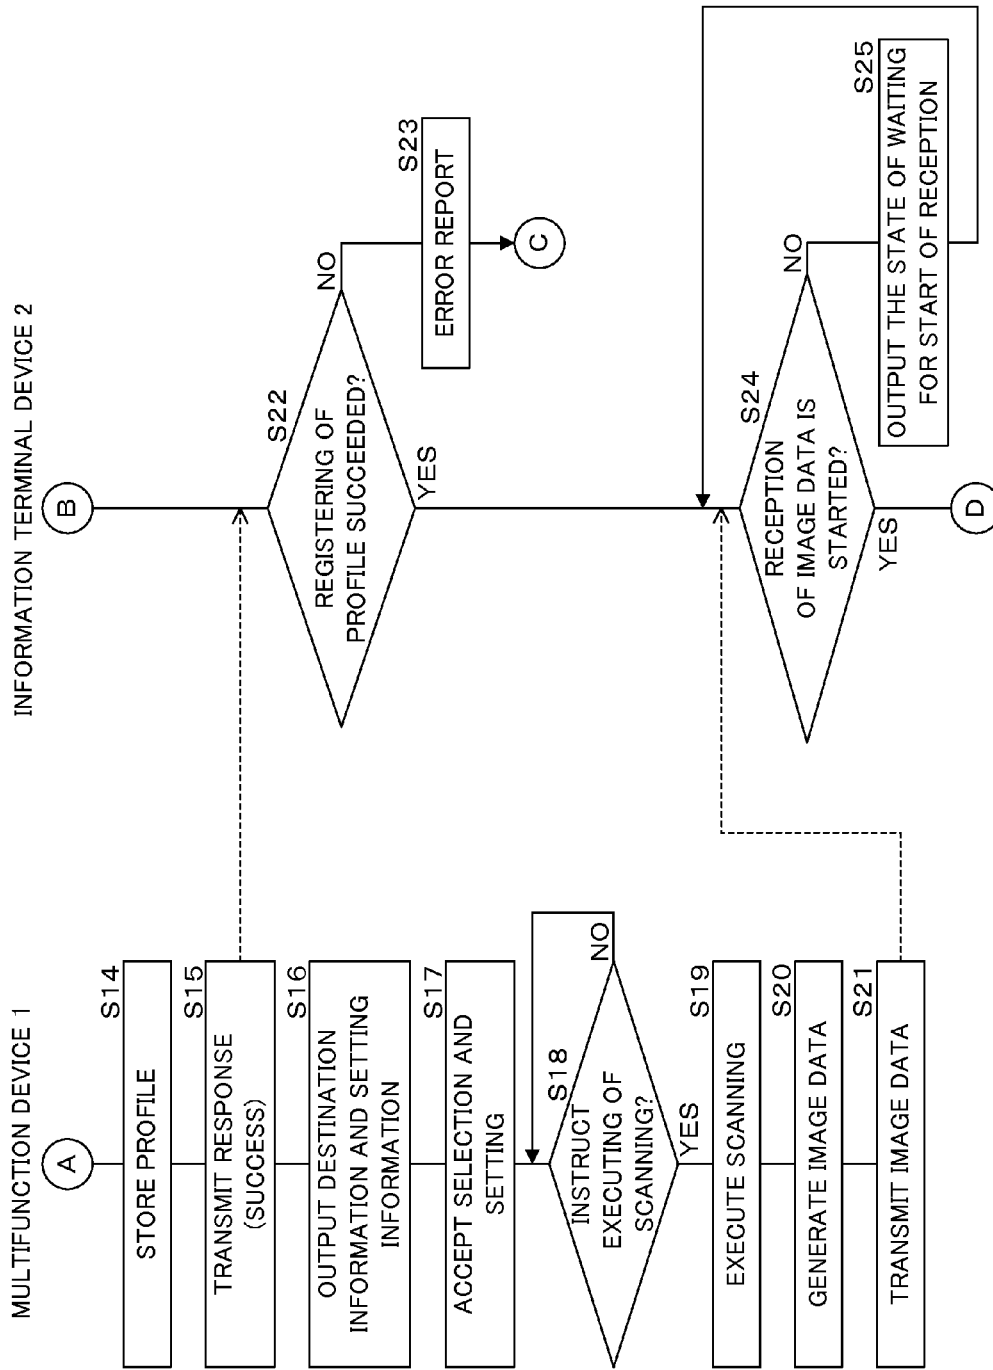 MULTIFUNCTION DEVICE 1
A
S14
STORE PROFILE
S15
TRANSMIT RESPONSE
(SUCCESS)
S16
OUTPUT DESTINATION
INFORMATION AND SETTING
INFORMATION
S17
ACCEPT SELECTION AND
SETTING
S18
INSTRUCT
EXECUTING OF
SCANNING?
NO
YES
S19
EXECUTE SCANNING
S20
GENERATE IMAGE DATA
S21
TRANSMIT IMAGE DATA
INFORMATION TERMINAL DEVICE 2
B
S22
REGISTERING OF
PROFILE SUCCEEDED?
NO
YES
S23
ERROR REPORT
C
S24
RECEPTION
OF IMAGE DATA IS
STARTED?
NO
YES
S25
OUTPUT THE STATE OF WAITING
FOR START OF RECEPTION
D